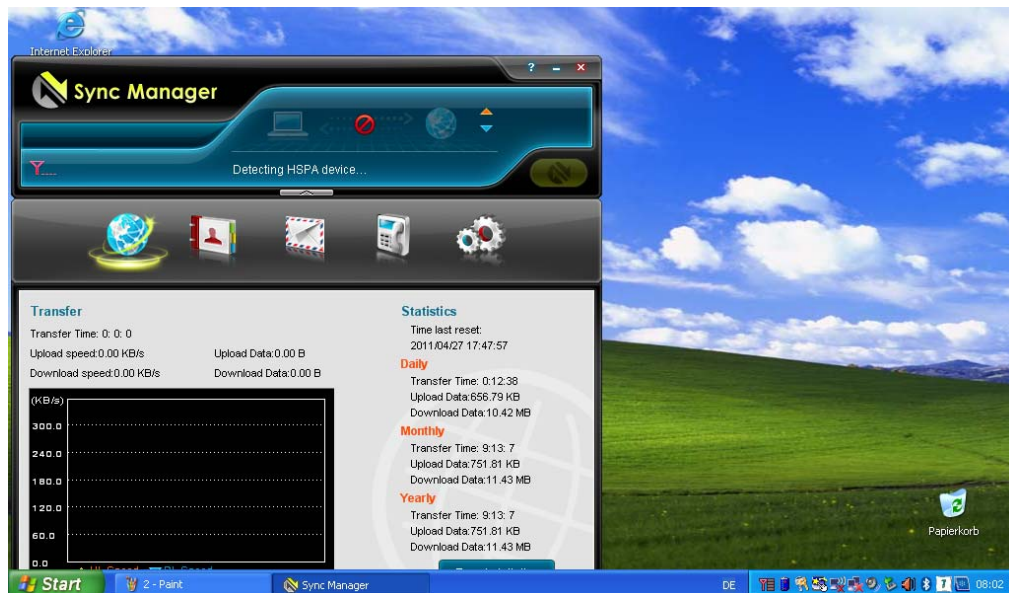 Internet Explorer
Sync Manager
? – ×
Detecting HSPA device...
Transfer
Transfer Time: 0: 0: 0
Upload speed:0.00 KB/s
Upload Data:0.00 B
Download speed:0.00 KB/s
Download Data:0.00 B
(KB/s)
300.0
240.0
180.0
120.0
60.0
0.0
Statistics
Time last reset:
2011/04/27 17:47:57
Daily
Transfer Time: 0:12:38
Upload Data:656.79 KB
Download Data:10.42 MB
Monthly
Transfer Time: 9:13: 7
Upload Data:751.81 KB
Download Data:11.43 MB
Yearly
Transfer Time: 9:13: 7
Upload Data:751.81 KB
Download Data:11.43 MB
Papierkorb
Start
2 - Paint
Sync Manager
DE
7
08:02